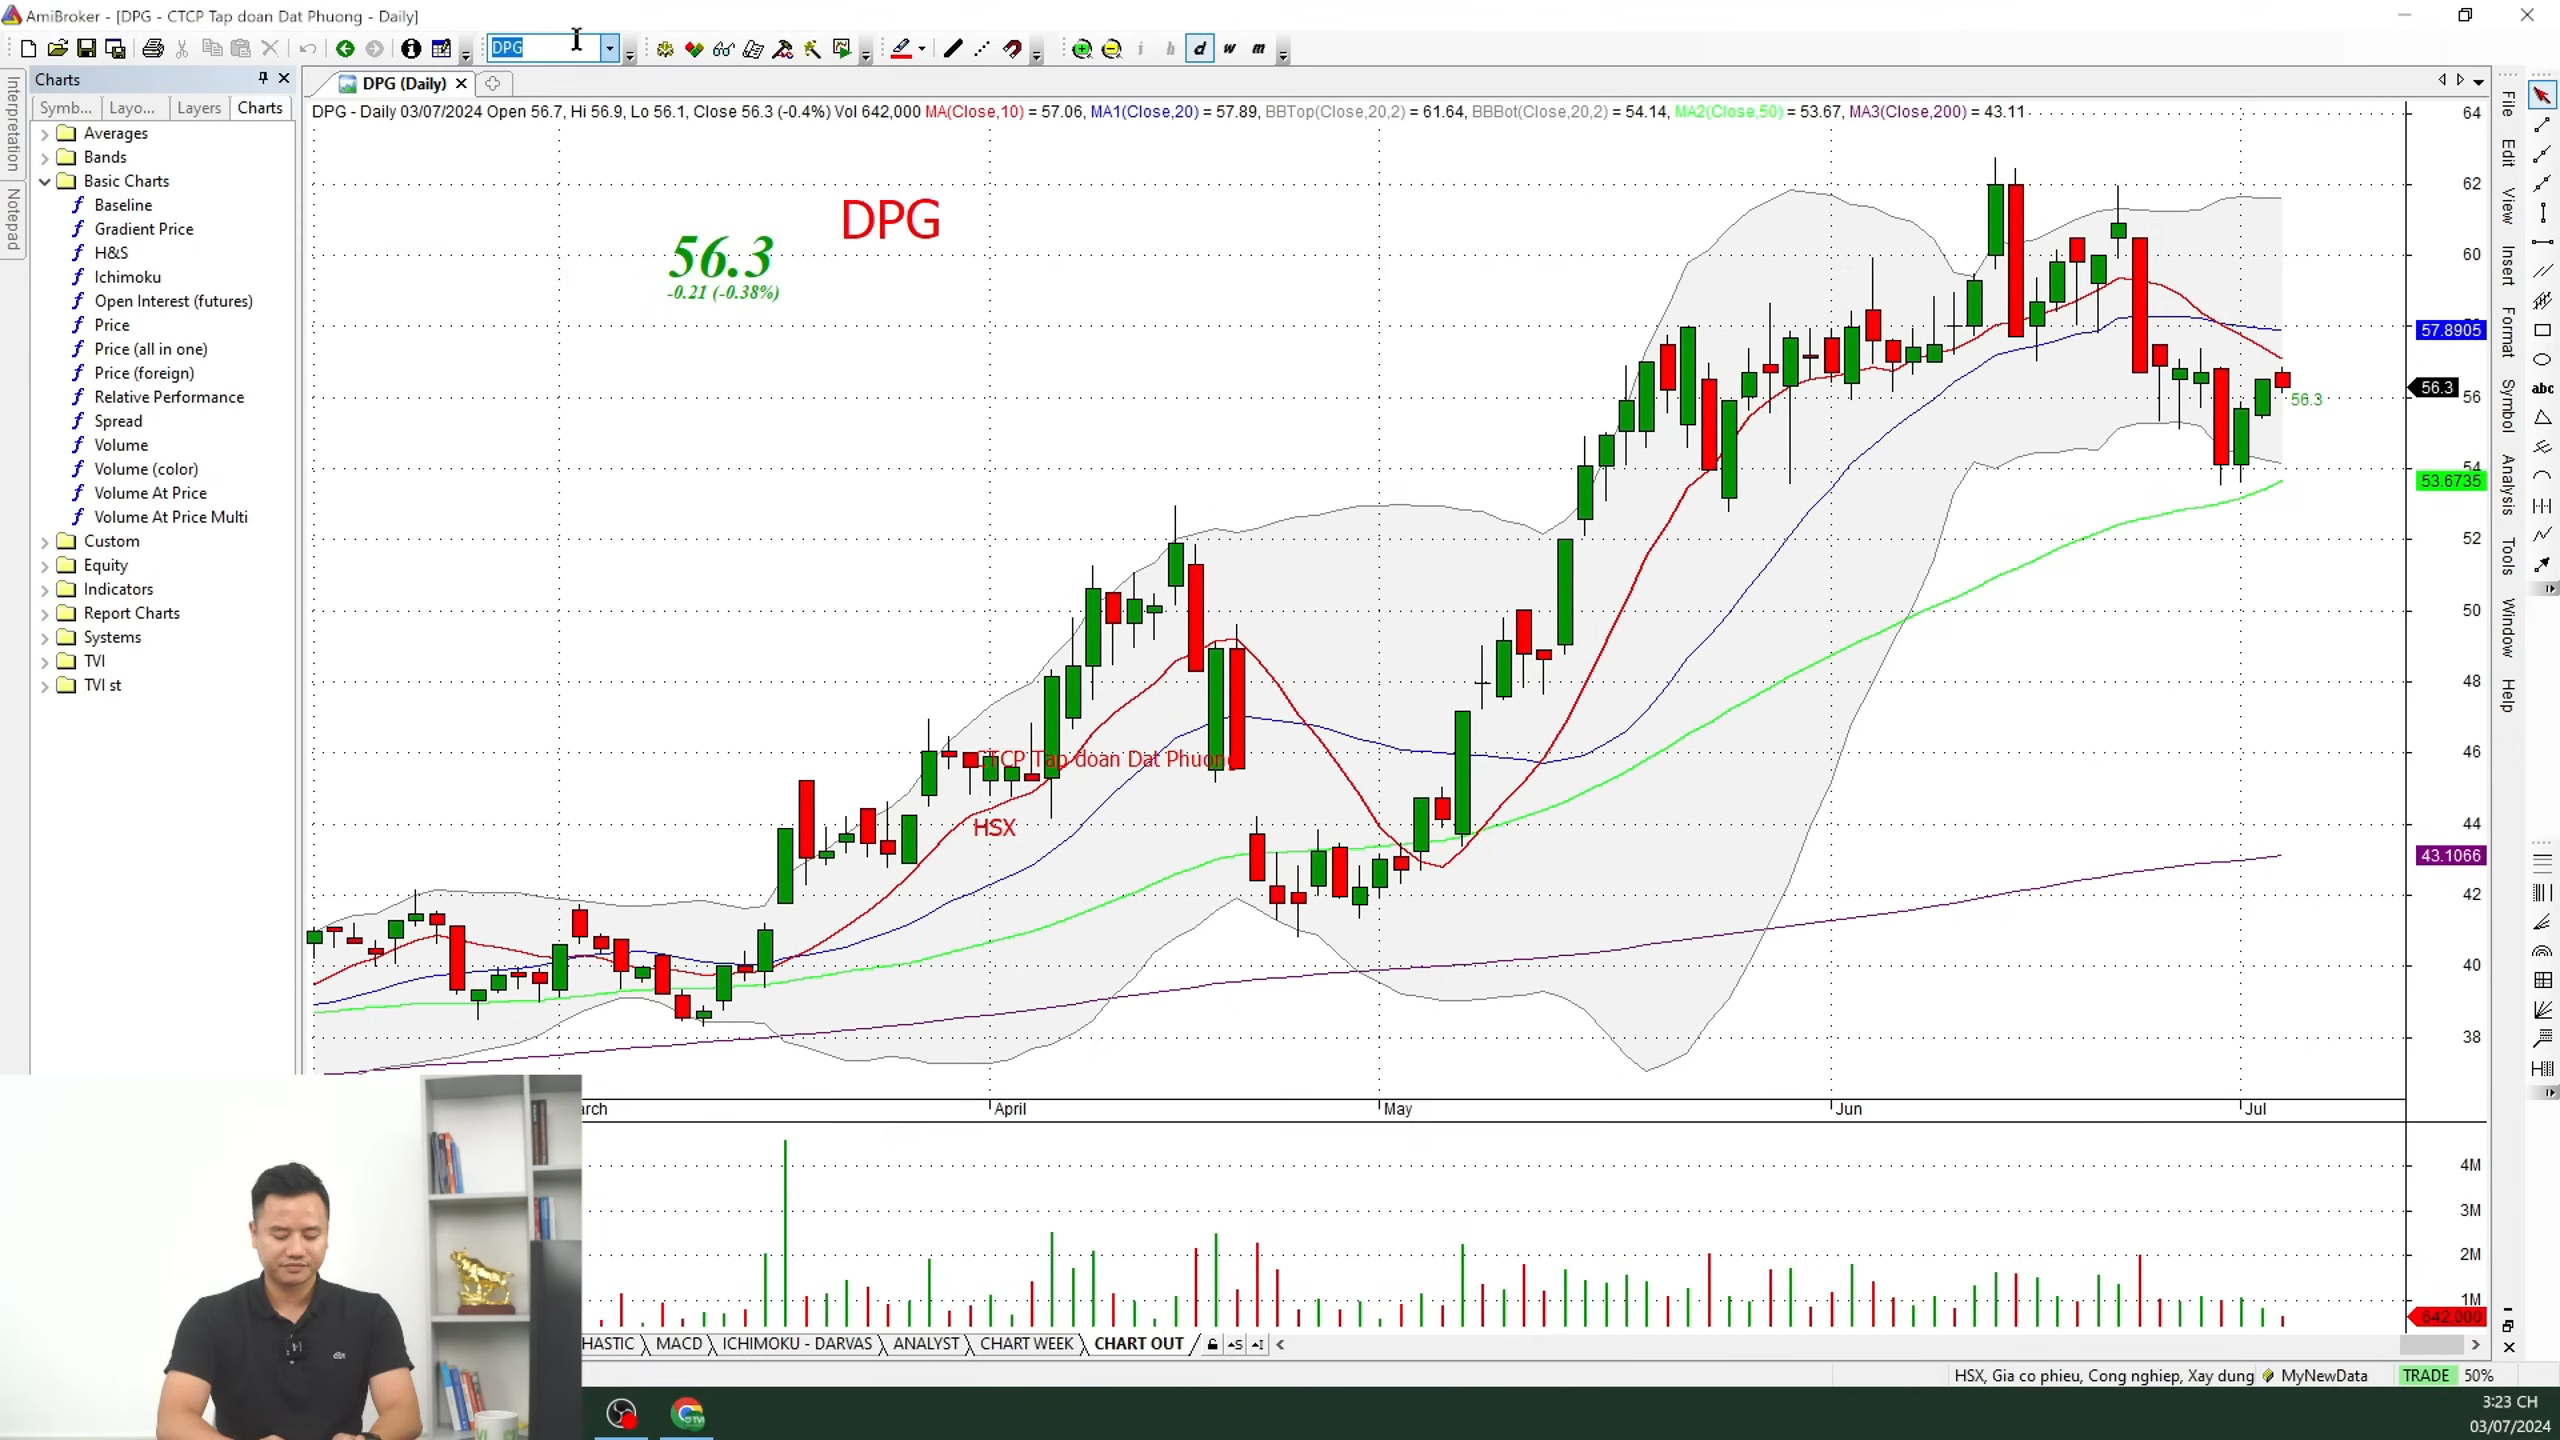 AmiBroker - [DPG - CTCP Tap doan Dat Phuong - Daily]
DPG
d w m
Charts
DPG (Daily)
Symb... Layo... Layers Charts
DPG - Daily 03/07/2024 Open 56.7, Hi 56.9, Lo 56.1, Close 56.3 (-0.4%) Vol 642,000 MA(Close,10) = 57.06, MA1(Close,20) = 57.89, BBTop(Close,20,2) = 61.64, BBBot(Close,20,2) = 54.14, MA2(Close,50) = 53.67, MA3(Close,200) = 43.11
Interpretation
Notepad
Averages
Bands
Basic Charts
Baseline
Gradient Price
H&S
Ichimoku
Open Interest (futures)
Price
Price (all in one)
Price (foreign)
Relative Performance
Spread
Volume
Volume (color)
Volume At Price
Volume At Price Multi
Custom
Equity
Indicators
Report Charts
Systems
TVI
TVI st
DPG
56.3
-0.21 (-0.38%)
CTCP Tap doan Dat Phuong
HSX
56.3
64
62
60
57.8905
56.3
56
54
53.6735
52
50
48
46
44
43.1066
42
40
38
arch April May Jun Jul
4M
3M
2M
1M
642,000
File
Edit
View
Insert
Format
Symbol
Analysis
Tools
Window
Help
abc
HASTIC MACD ICHIMOKU - DARVAS ANALYST CHART WEEK CHART OUT
HSX, Gia co phieu, Cong nghiep, Xay dung MyNewData TRADE 50%
3:23 CH
03/07/2024